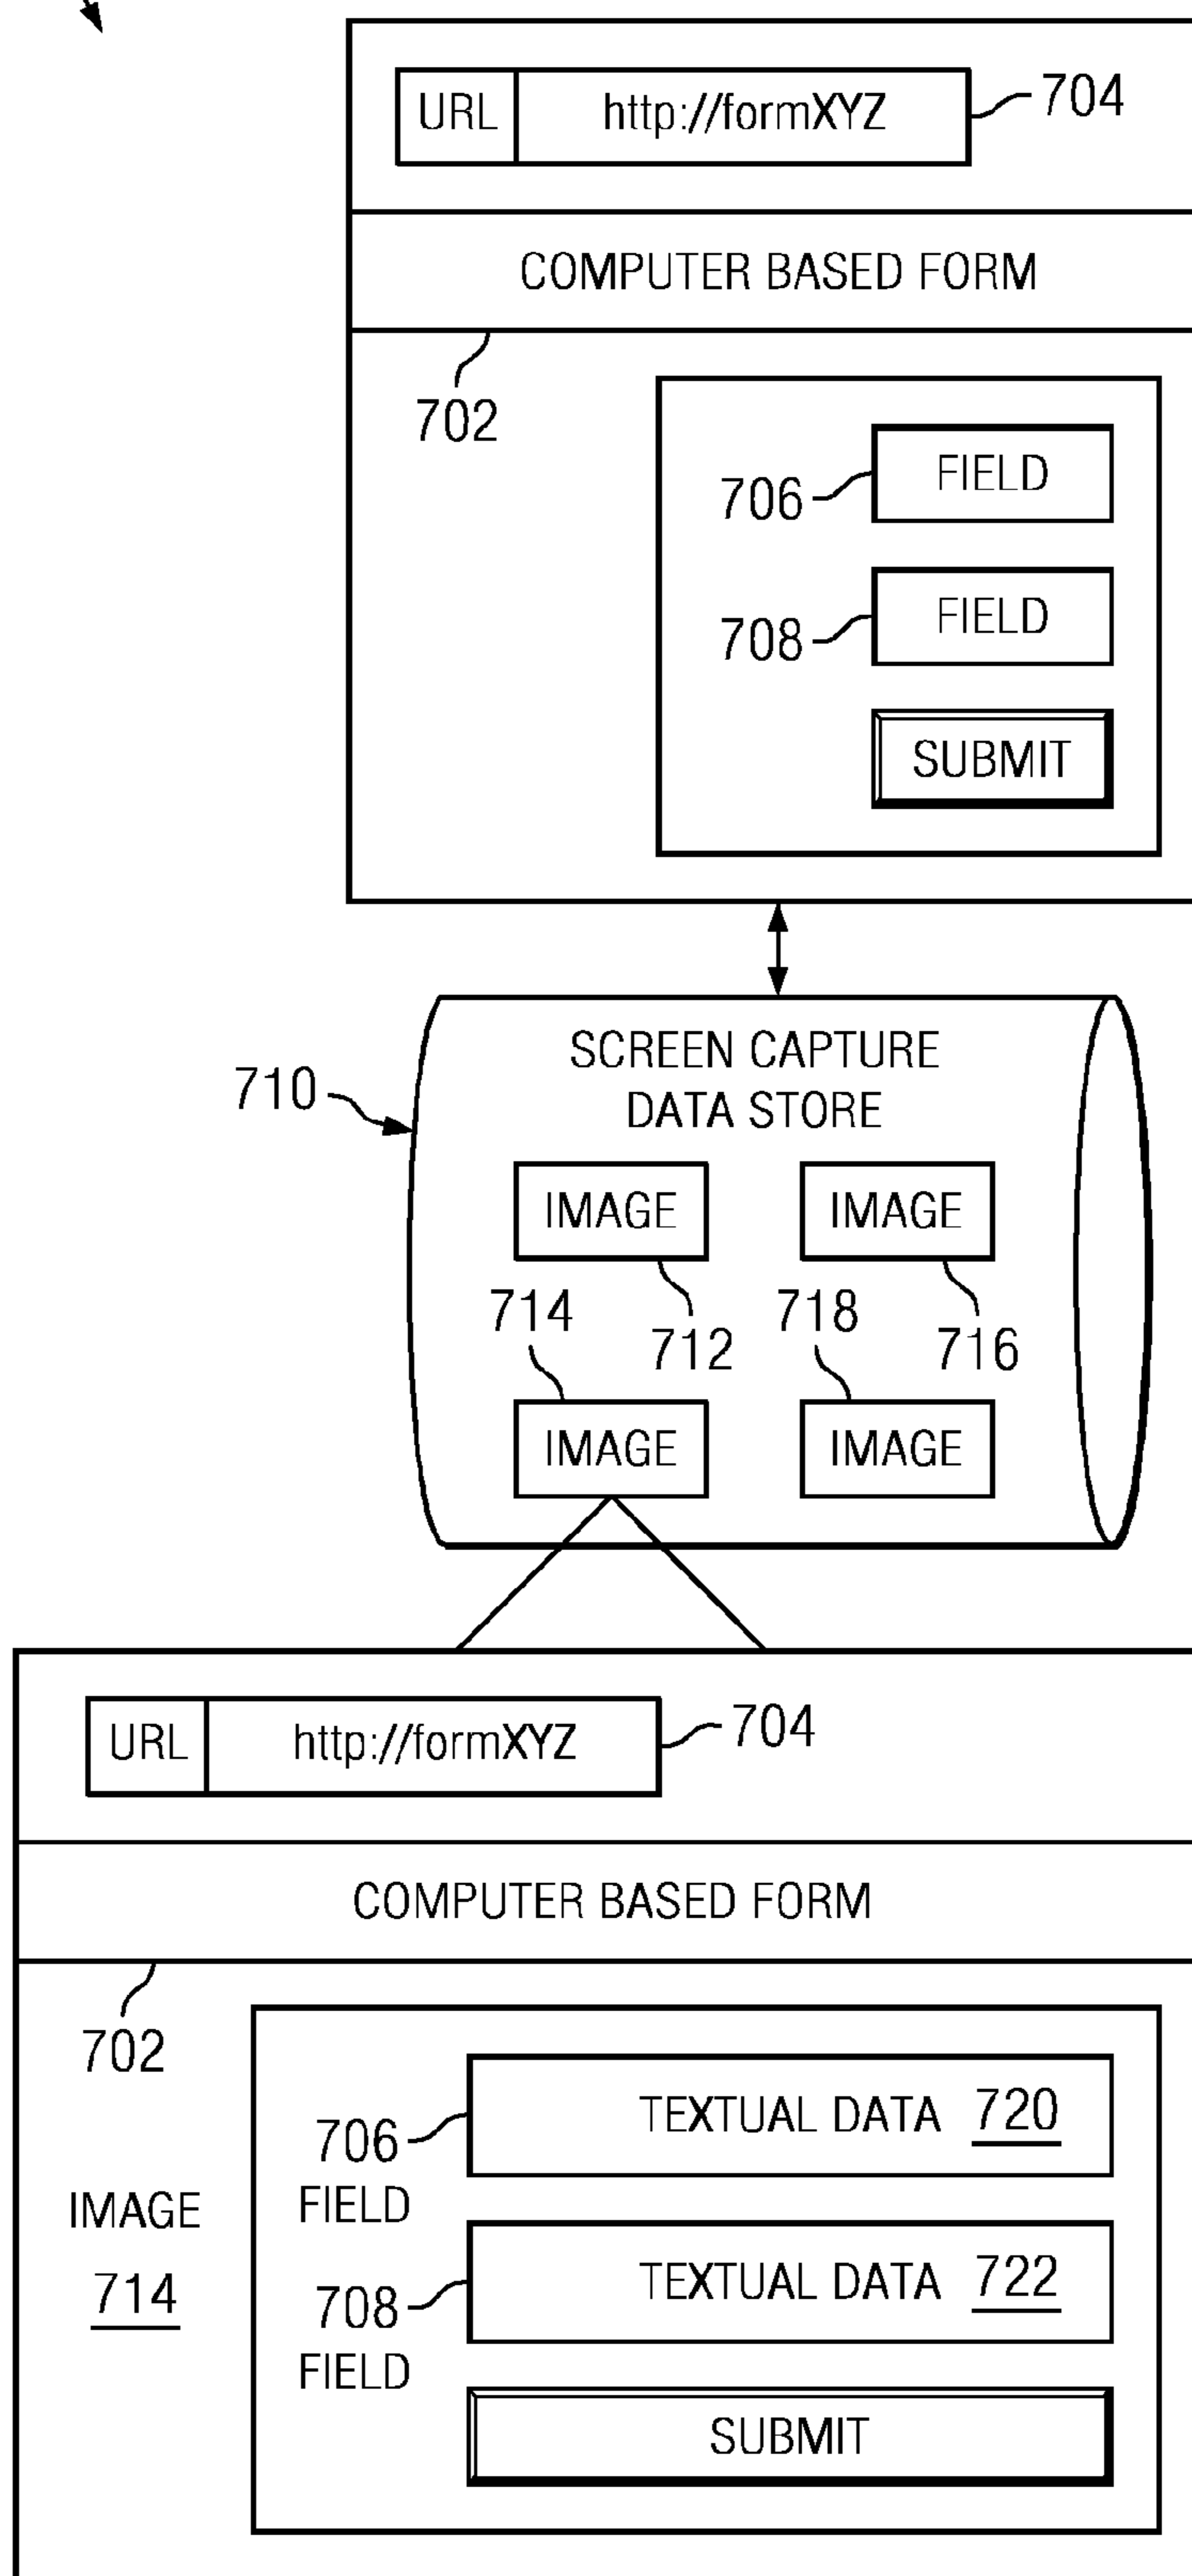 URL http://formXYZ 704
COMPUTER BASED FORM
702
706 FIELD
708 FIELD
SUBMIT
710
SCREEN CAPTURE
DATA STORE
IMAGE IMAGE
714 712 718 716
IMAGE IMAGE
URL http://formXYZ 704
COMPUTER BASED FORM
702
706 TEXTUAL DATA 720
FIELD
IMAGE
714
708 TEXTUAL DATA 722
FIELD
SUBMIT